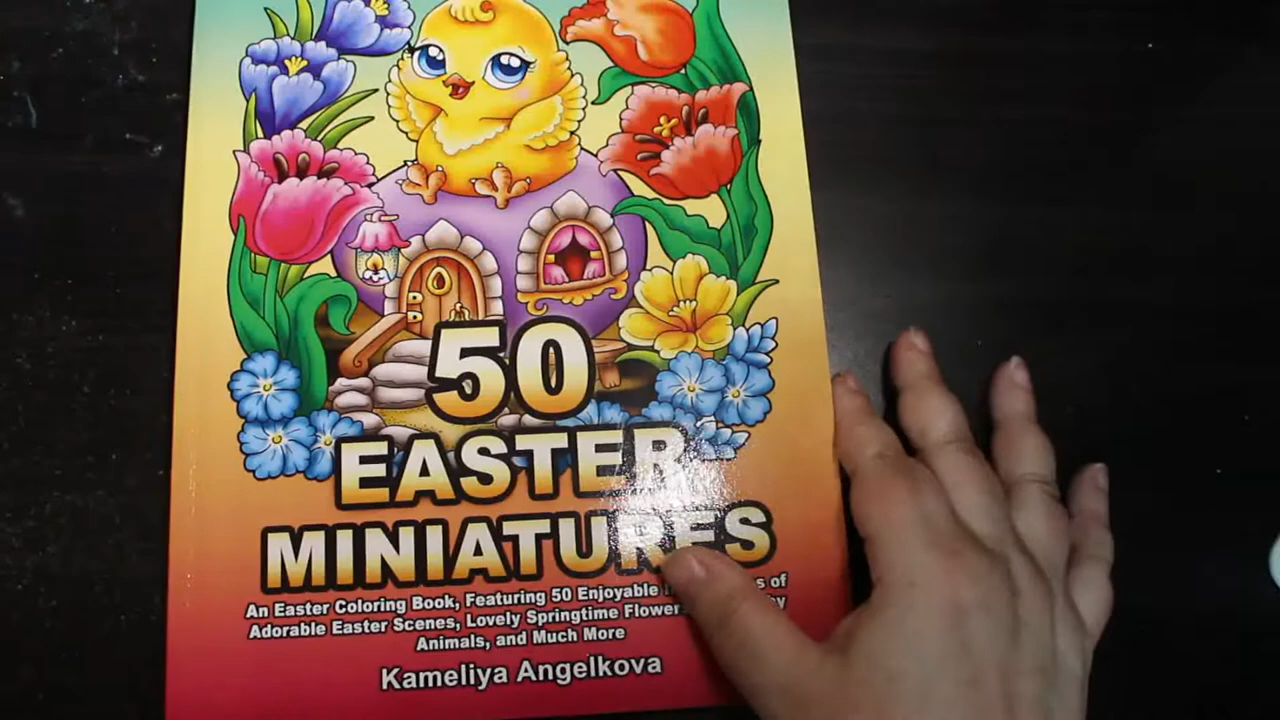 50
EASTER
MINIATURES
An Easter Coloring Book, Featuring 50 Enjoyable of
Adorable Easter Scenes, Lovely Springtime
Animals, and Much More
Kameliya Angelkova